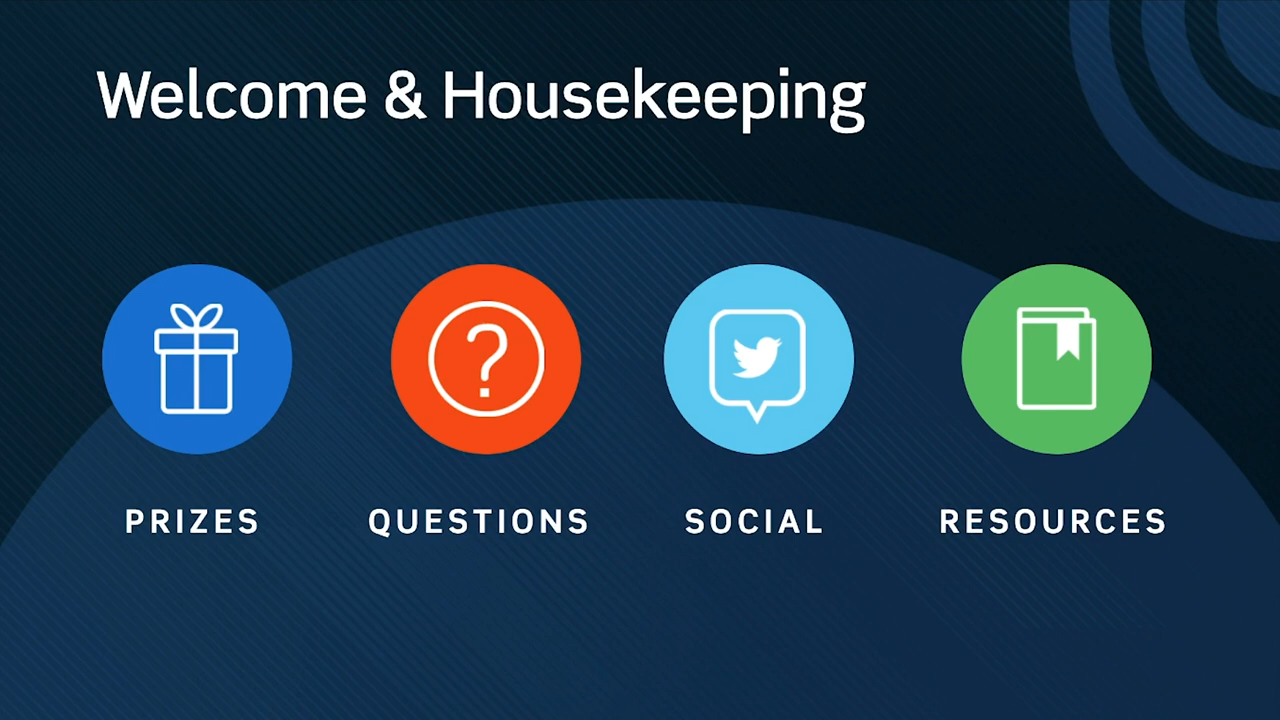 Welcome & Housekeeping
PRIZES
QUESTIONS
SOCIAL
RESOURCES